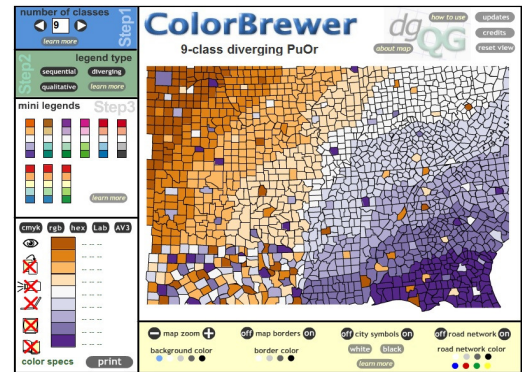 number of classes
9
learn more
Step1
Step2
legend type
sequential diverging
qualitative learn more
mini legends Step3
learn more
cmyk rgb hex Lab AV3
color specs print
ColorBrewer
9-class diverging PuOr
dg
QG
how to use
about map
updates
credits
reset view
map zoom
background color
off map borders on
border color
off city symbols on
white black
learn more
off road network on
road network color